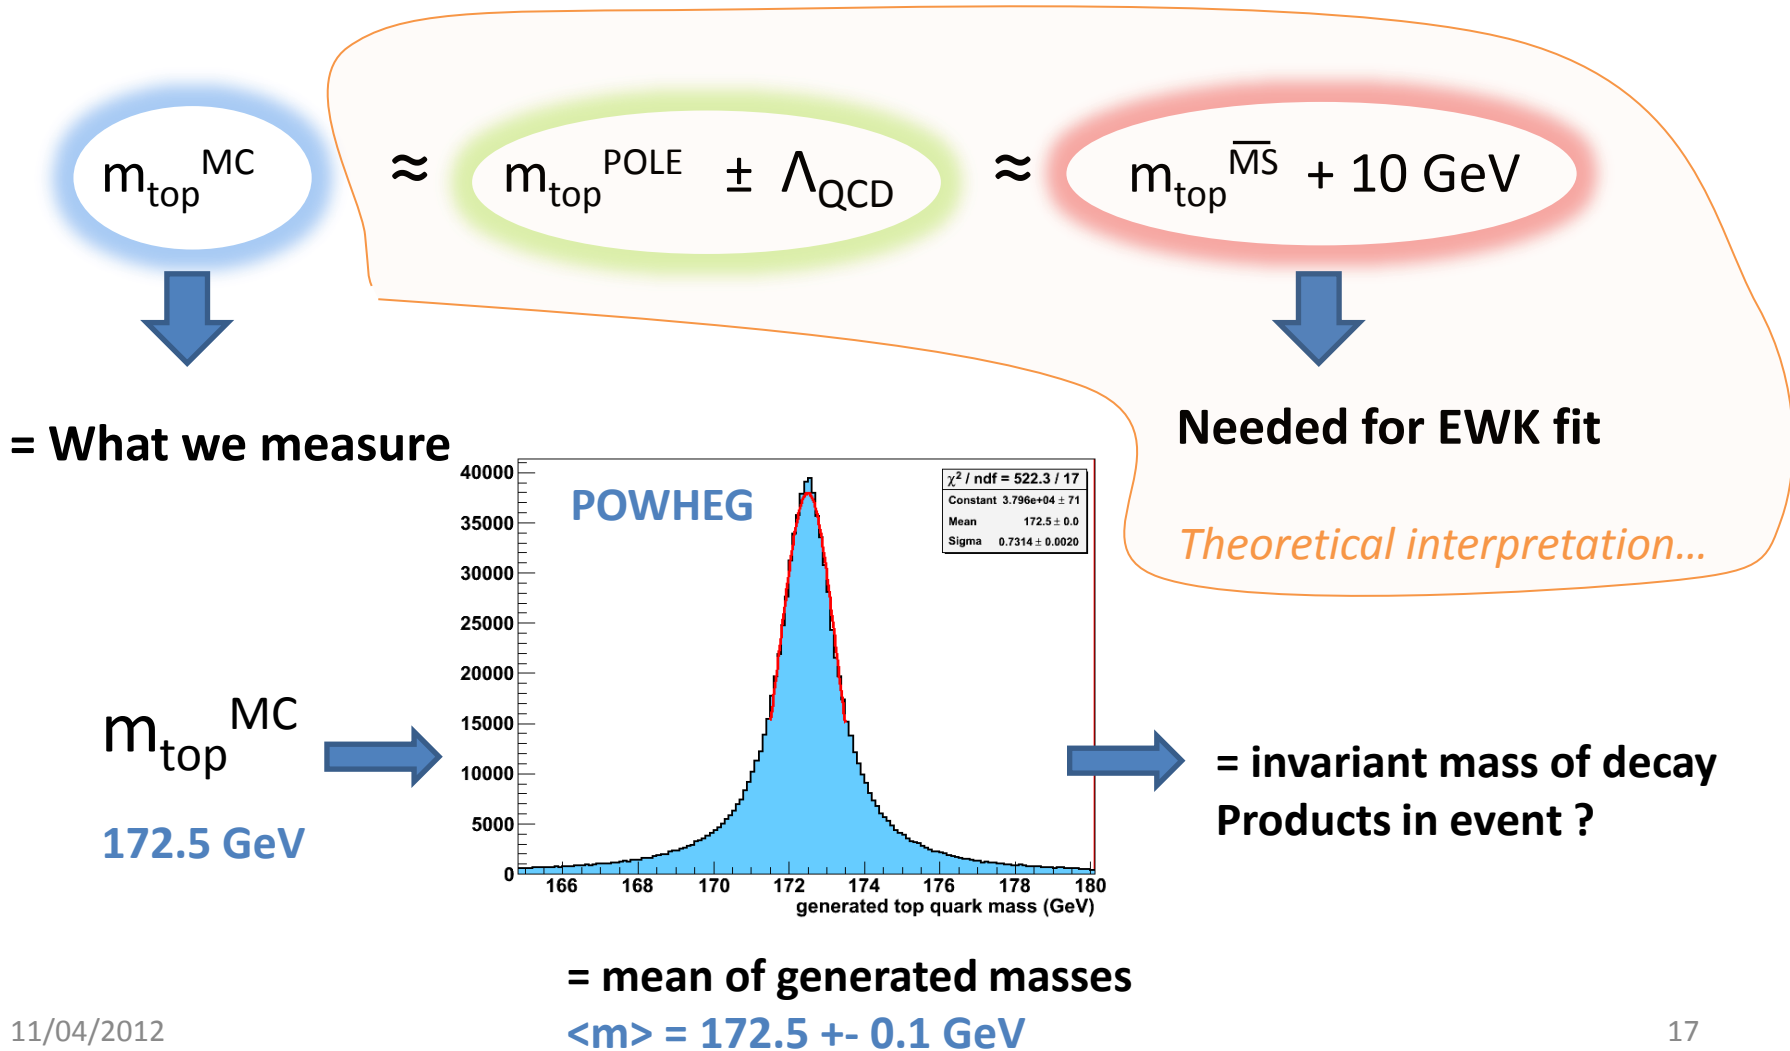 m_top^MC ≈ m_top^POLE ± Λ_QCD ≈ m_top^M̅S̅ + 10 GeV
= What we measure
Needed for EWK fit
Theoretical interpretation...
POWHEG
χ² / ndf = 522.3 / 17
Constant 3.796e+04 ± 71
Mean 172.5 ± 0.0
Sigma 0.7314 ± 0.0020
40000
35000
30000
25000
20000
15000
10000
5000
0
166 168 170 172 174 176 178 180
generated top quark mass (GeV)
m_top^MC
172.5 GeV
= invariant mass of decay
Products in event ?
= mean of generated masses
<m> = 172.5 +- 0.1 GeV
11/04/2012
17